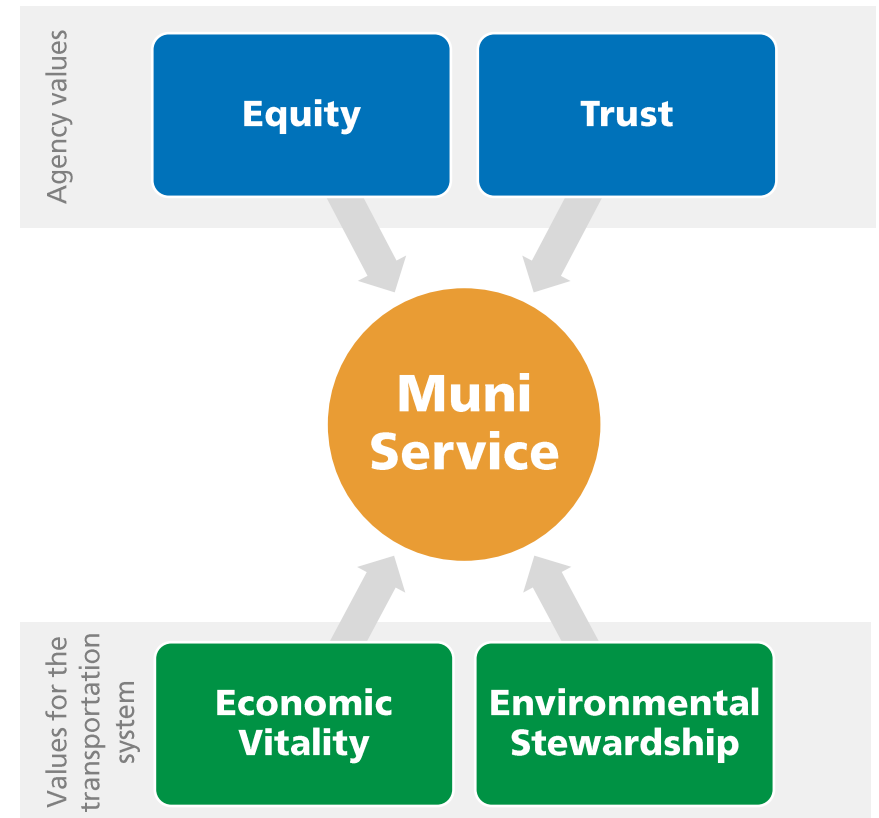 Agency values
Equity
Trust
Muni
Service
Values for the
transportation
system
Economic
Vitality
Environmental
Stewardship